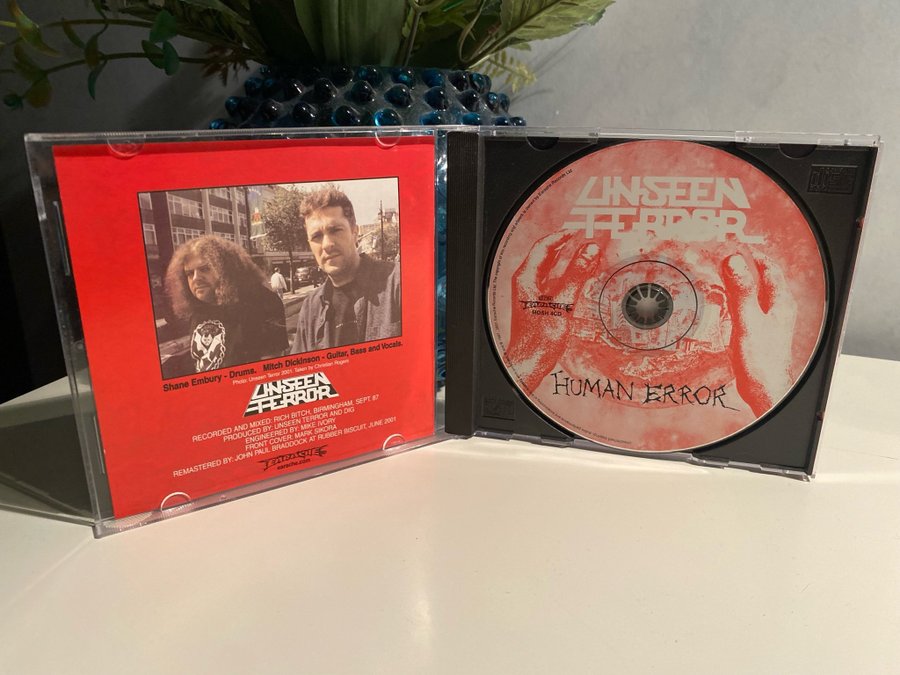 Shane Embury - Drums. Mitch Dickinson - Guitar, Bass and Vocals.
Photo: Unseen Terror 2001. Taken by Christian Rogers
UNSEEN
TERROR
RECORDED AND MIXED: RICH BITCH, BIRMINGHAM, SEPT. 87
PRODUCED BY: UNSEEN TERROR AND DIG
ENGINEERED BY: MIKE IVORY
FRONT COVER: MARK SIKORA
REMASTERED BY: JOHN PAUL BRADDOCK AT RUBBER BISCUIT, JUNE 2001
EARACHE
earache.com
UNSEEN
TERROR
EARACHE
MOSH 4CD
HUMAN ERROR